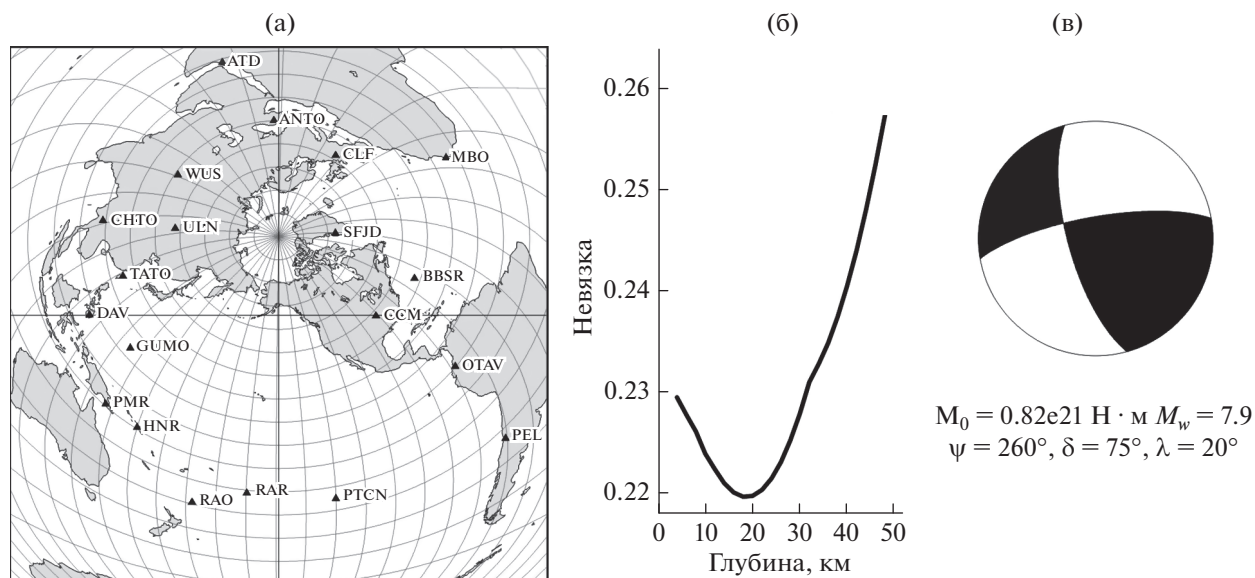 (а)
ATD
ANTO
CLF
MBO
WUS
CHTO
ULN
SFJD
TATO
BBSR
DAV
CCM
GUMO
OTAV
PMR
HNR
PEL
RAO
RAR
PTCN
(б)
Невязка
0.26
0.25
0.24
0.23
0.22
0 10 20 30 40 50
Глубина, км
(в)
M₀ = 0.82e21 Н · м M_w = 7.9
ψ = 260°, δ = 75°, λ = 20°